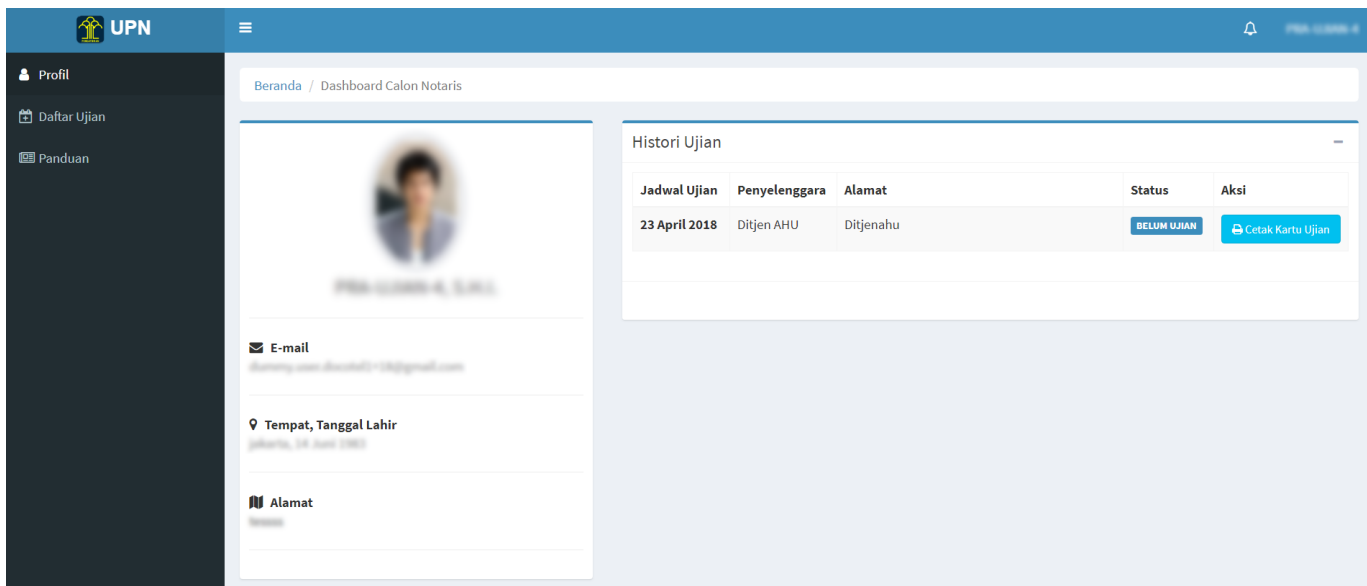 UPN
Profil
Daftar Ujian
Panduan
Beranda / Dashboard Calon Notaris
E-mail
Tempat, Tanggal Lahir
Alamat
Histori Ujian
Jadwal Ujian Penyelenggara Alamat Status Aksi
23 April 2018 Ditjen AHU Ditjenahu BELUM UJIAN Cetak Kartu Ujian